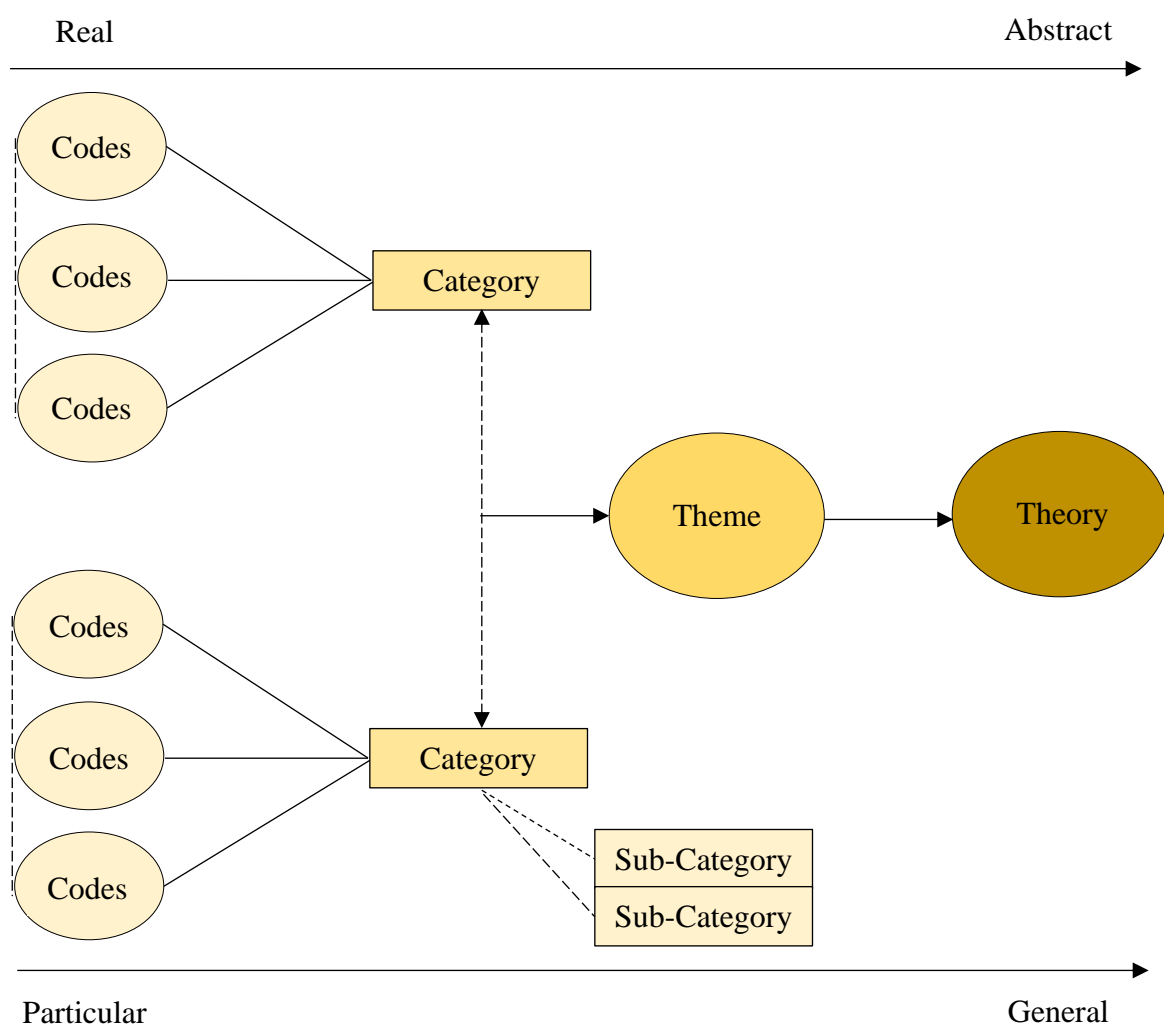 Real
Abstract
Codes
Codes
Category
Codes
Theme
Theory
Codes
Codes
Category
Codes
Sub-Category
Sub-Category
Particular
General